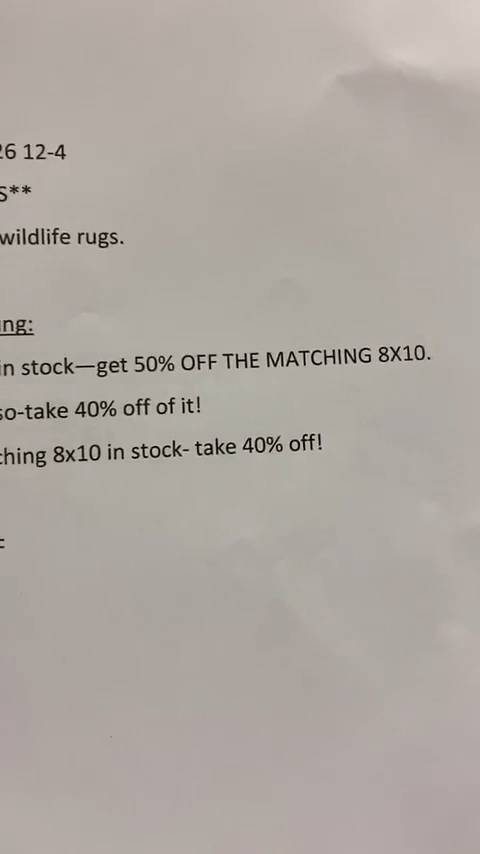 26 12-4
S**
wildlife rugs.
ng:
in stock—get 50% OFF THE MATCHING 8X10.
so-take 40% off of it!
ching 8x10 in stock- take 40% off!